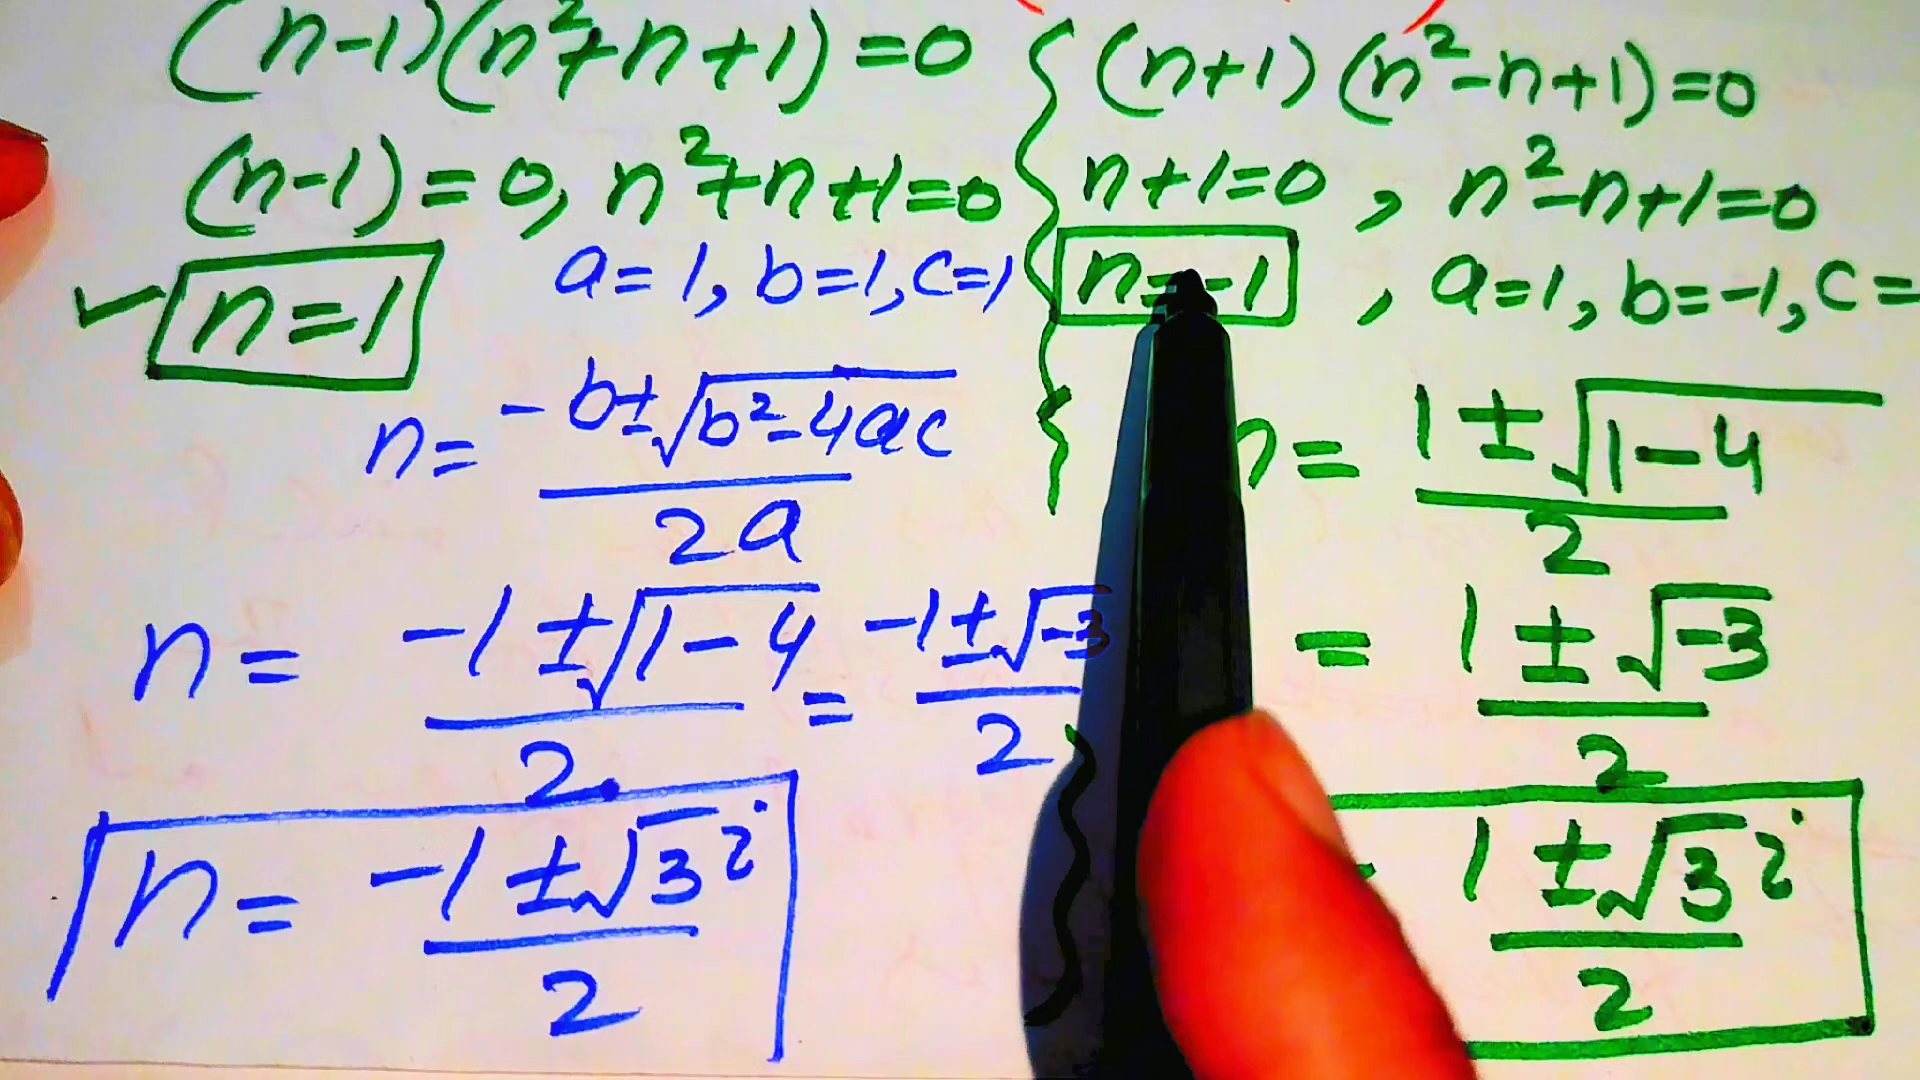 (n-1)(n²+n+1)=0
(n-1)=0, n²+n+1=0
n=1
a=1, b=1, c=1
n= -b±√b²-4ac / 2a
n= -1±√1-4 / 2 = -1±√-3 / 2
n= -1±√3i / 2
(n+1)(n²-n+1)=0
n+1=0, n²-n+1=0
n=-1, a=1, b=-1, c=
n= 1±√1-4 / 2
= 1±√-3 / 2
1±√3i / 2